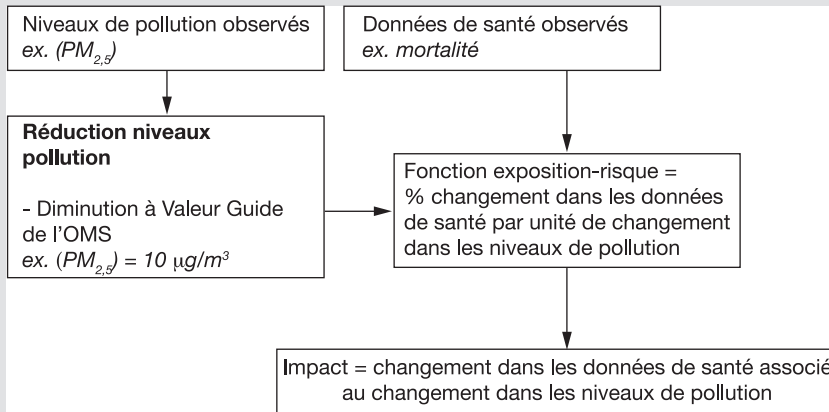 Niveaux de pollution observés
ex. (PM2,5)
Données de santé observés
ex. mortalité
Réduction niveaux
pollution
- Diminution à Valeur Guide
de l'OMS
ex. (PM2,5) = 10 µg/m³
Fonction exposition-risque =
% changement dans les données
de santé par unité de changement
dans les niveaux de pollution
Impact = changement dans les données de santé associé
au changement dans les niveaux de pollution